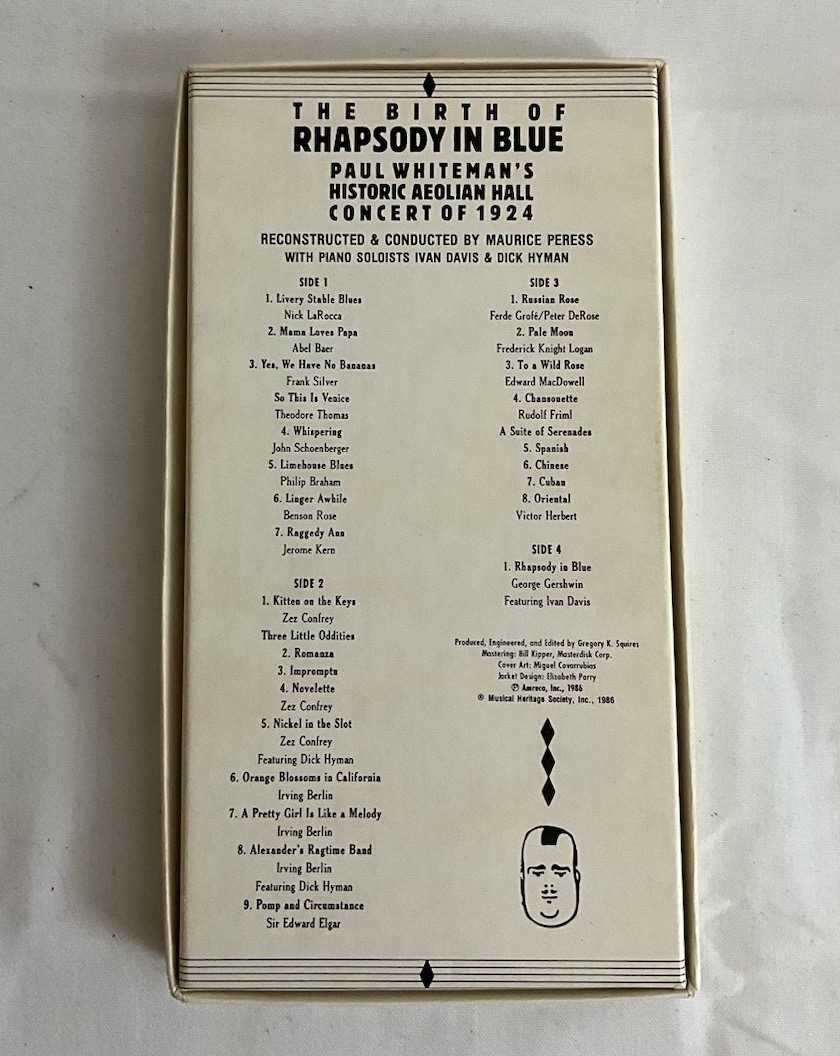 THE BIRTH OF
RHAPSODY IN BLUE
PAUL WHITEMAN'S
HISTORIC AEOLIAN HALL
CONCERT OF 1924
RECONSTRUCTED & CONDUCTED BY MAURICE PERESS
WITH PIANO SOLOISTS IVAN DAVIS & DICK HYMAN
SIDE 1
1. Livery Stable Blues
Nick LaRocca
2. Mama Loves Papa
Abel Baer
3. Yes, We Have No Bananas
Frank Silver
So This Is Venice
Theodore Thomas
4. Whispering
John Schoenberger
5. Limehouse Blues
Philip Braham
6. Linger Awhile
Benson Rose
7. Raggedy Ann
Jerome Kern
SIDE 2
1. Kitten on the Keys
Zez Confrey
Three Little Oddities
2. Romanza
3. Impromptu
4. Novelette
Zez Confrey
5. Nickel in the Slot
Zez Confrey
Featuring Dick Hyman
6. Orange Blossoms in California
Irving Berlin
7. A Pretty Girl Is Like a Melody
Irving Berlin
8. Alexander's Ragtime Band
Irving Berlin
Featuring Dick Hyman
9. Pomp and Circumstance
Sir Edward Elgar
SIDE 3
1. Russian Rose
Ferde Grofé/Peter DeRose
2. Pale Moon
Frederick Knight Logan
3. To a Wild Rose
Edward MacDowell
4. Chansonette
Rudolf Friml
A Suite of Serenades
5. Spanish
6. Chinese
7. Cuban
8. Oriental
Victor Herbert
SIDE 4
1. Rhapsody in Blue
George Gershwin
Featuring Ivan Davis
Produced, Engineered, and Edited by Gregory K. Squires
Mastering: Bill Kipper, Masterdisk Corp.
Cover Art: Miguel Covarrubias
Jacket Design: Elizabeth Parry
℗ Amreco, Inc., 1986
® Musical Heritage Society, Inc., 1986